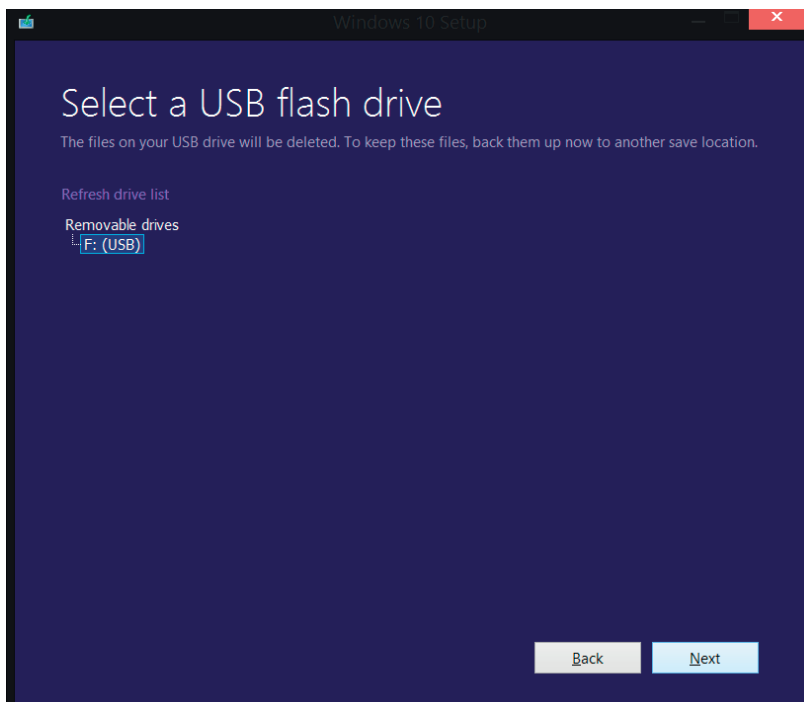 Windows 10 Setup
Select a USB flash drive
The files on your USB drive will be deleted. To keep these files, back them up now to another save location.
Refresh drive list
Removable drives
F: (USB)
Back Next